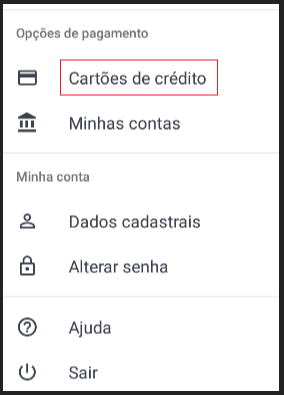 Opções de pagamento
Cartões de crédito
Minhas contas
Minha conta
Dados cadastrais
Alterar senha
Ajuda
Sair